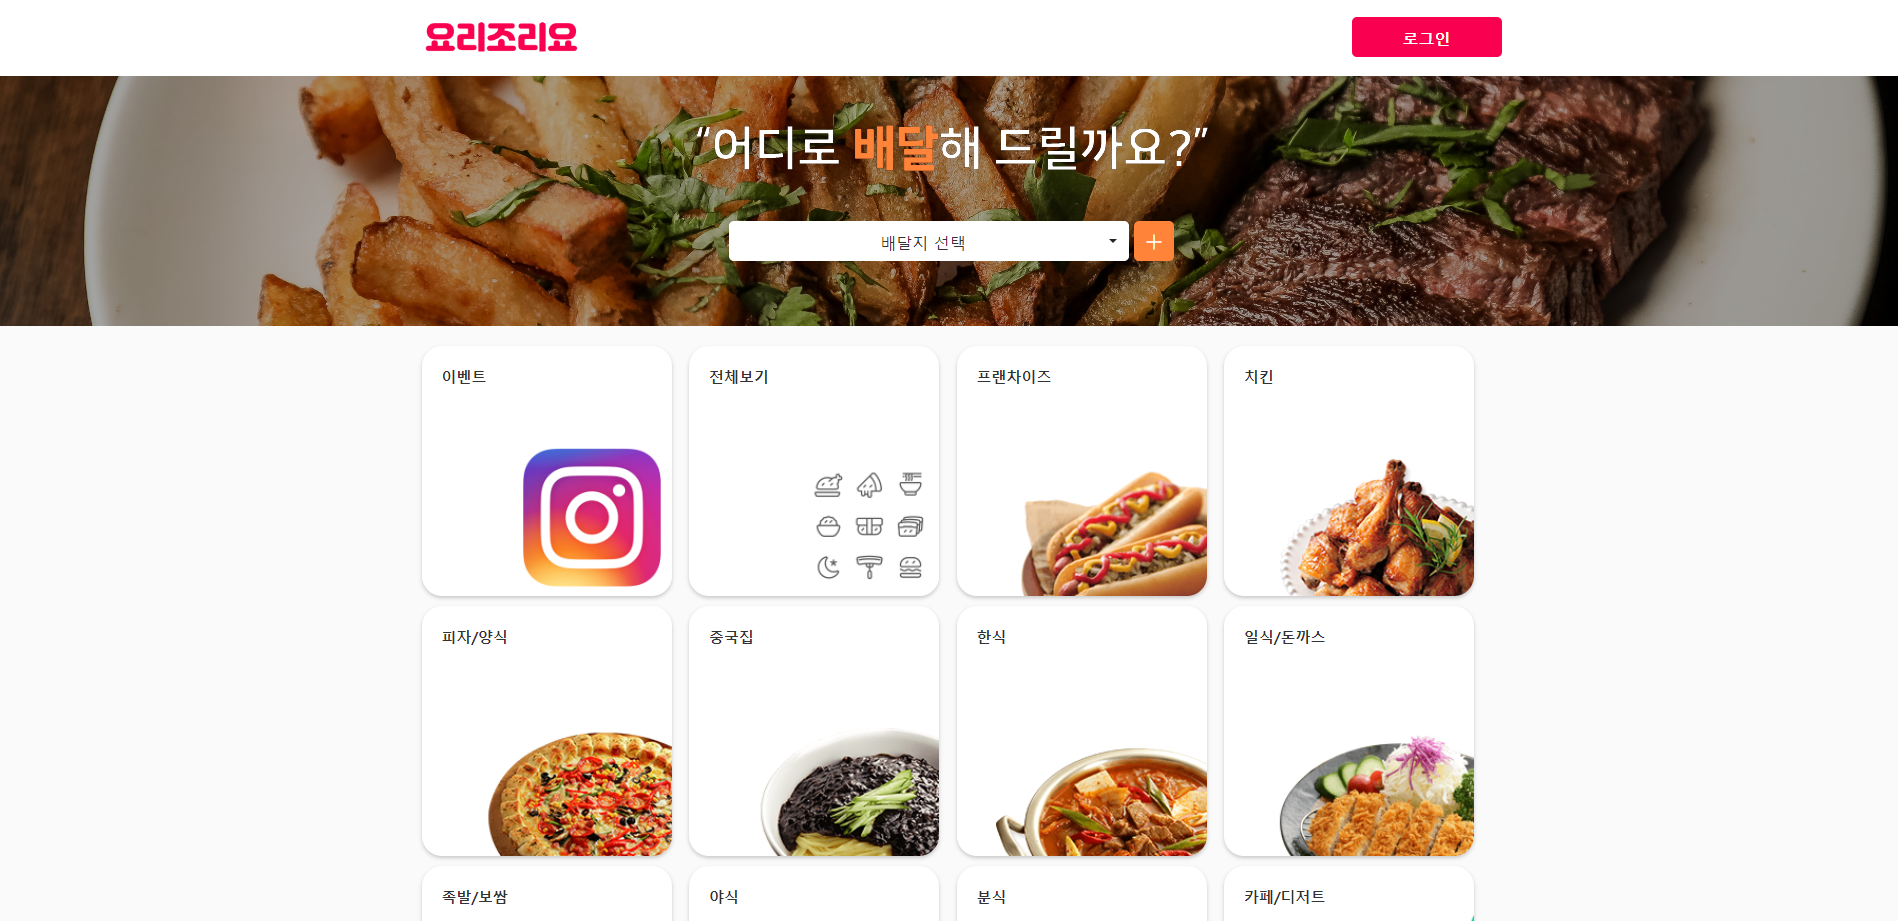 요리조리요
로그인
“어디로 배달해 드릴까요?”
배달지 선택
이벤트
전체보기
프랜차이즈
치킨
피자/양식
중국집
한식
일식/돈까스
족발/보쌈
야식
분식
카페/디저트